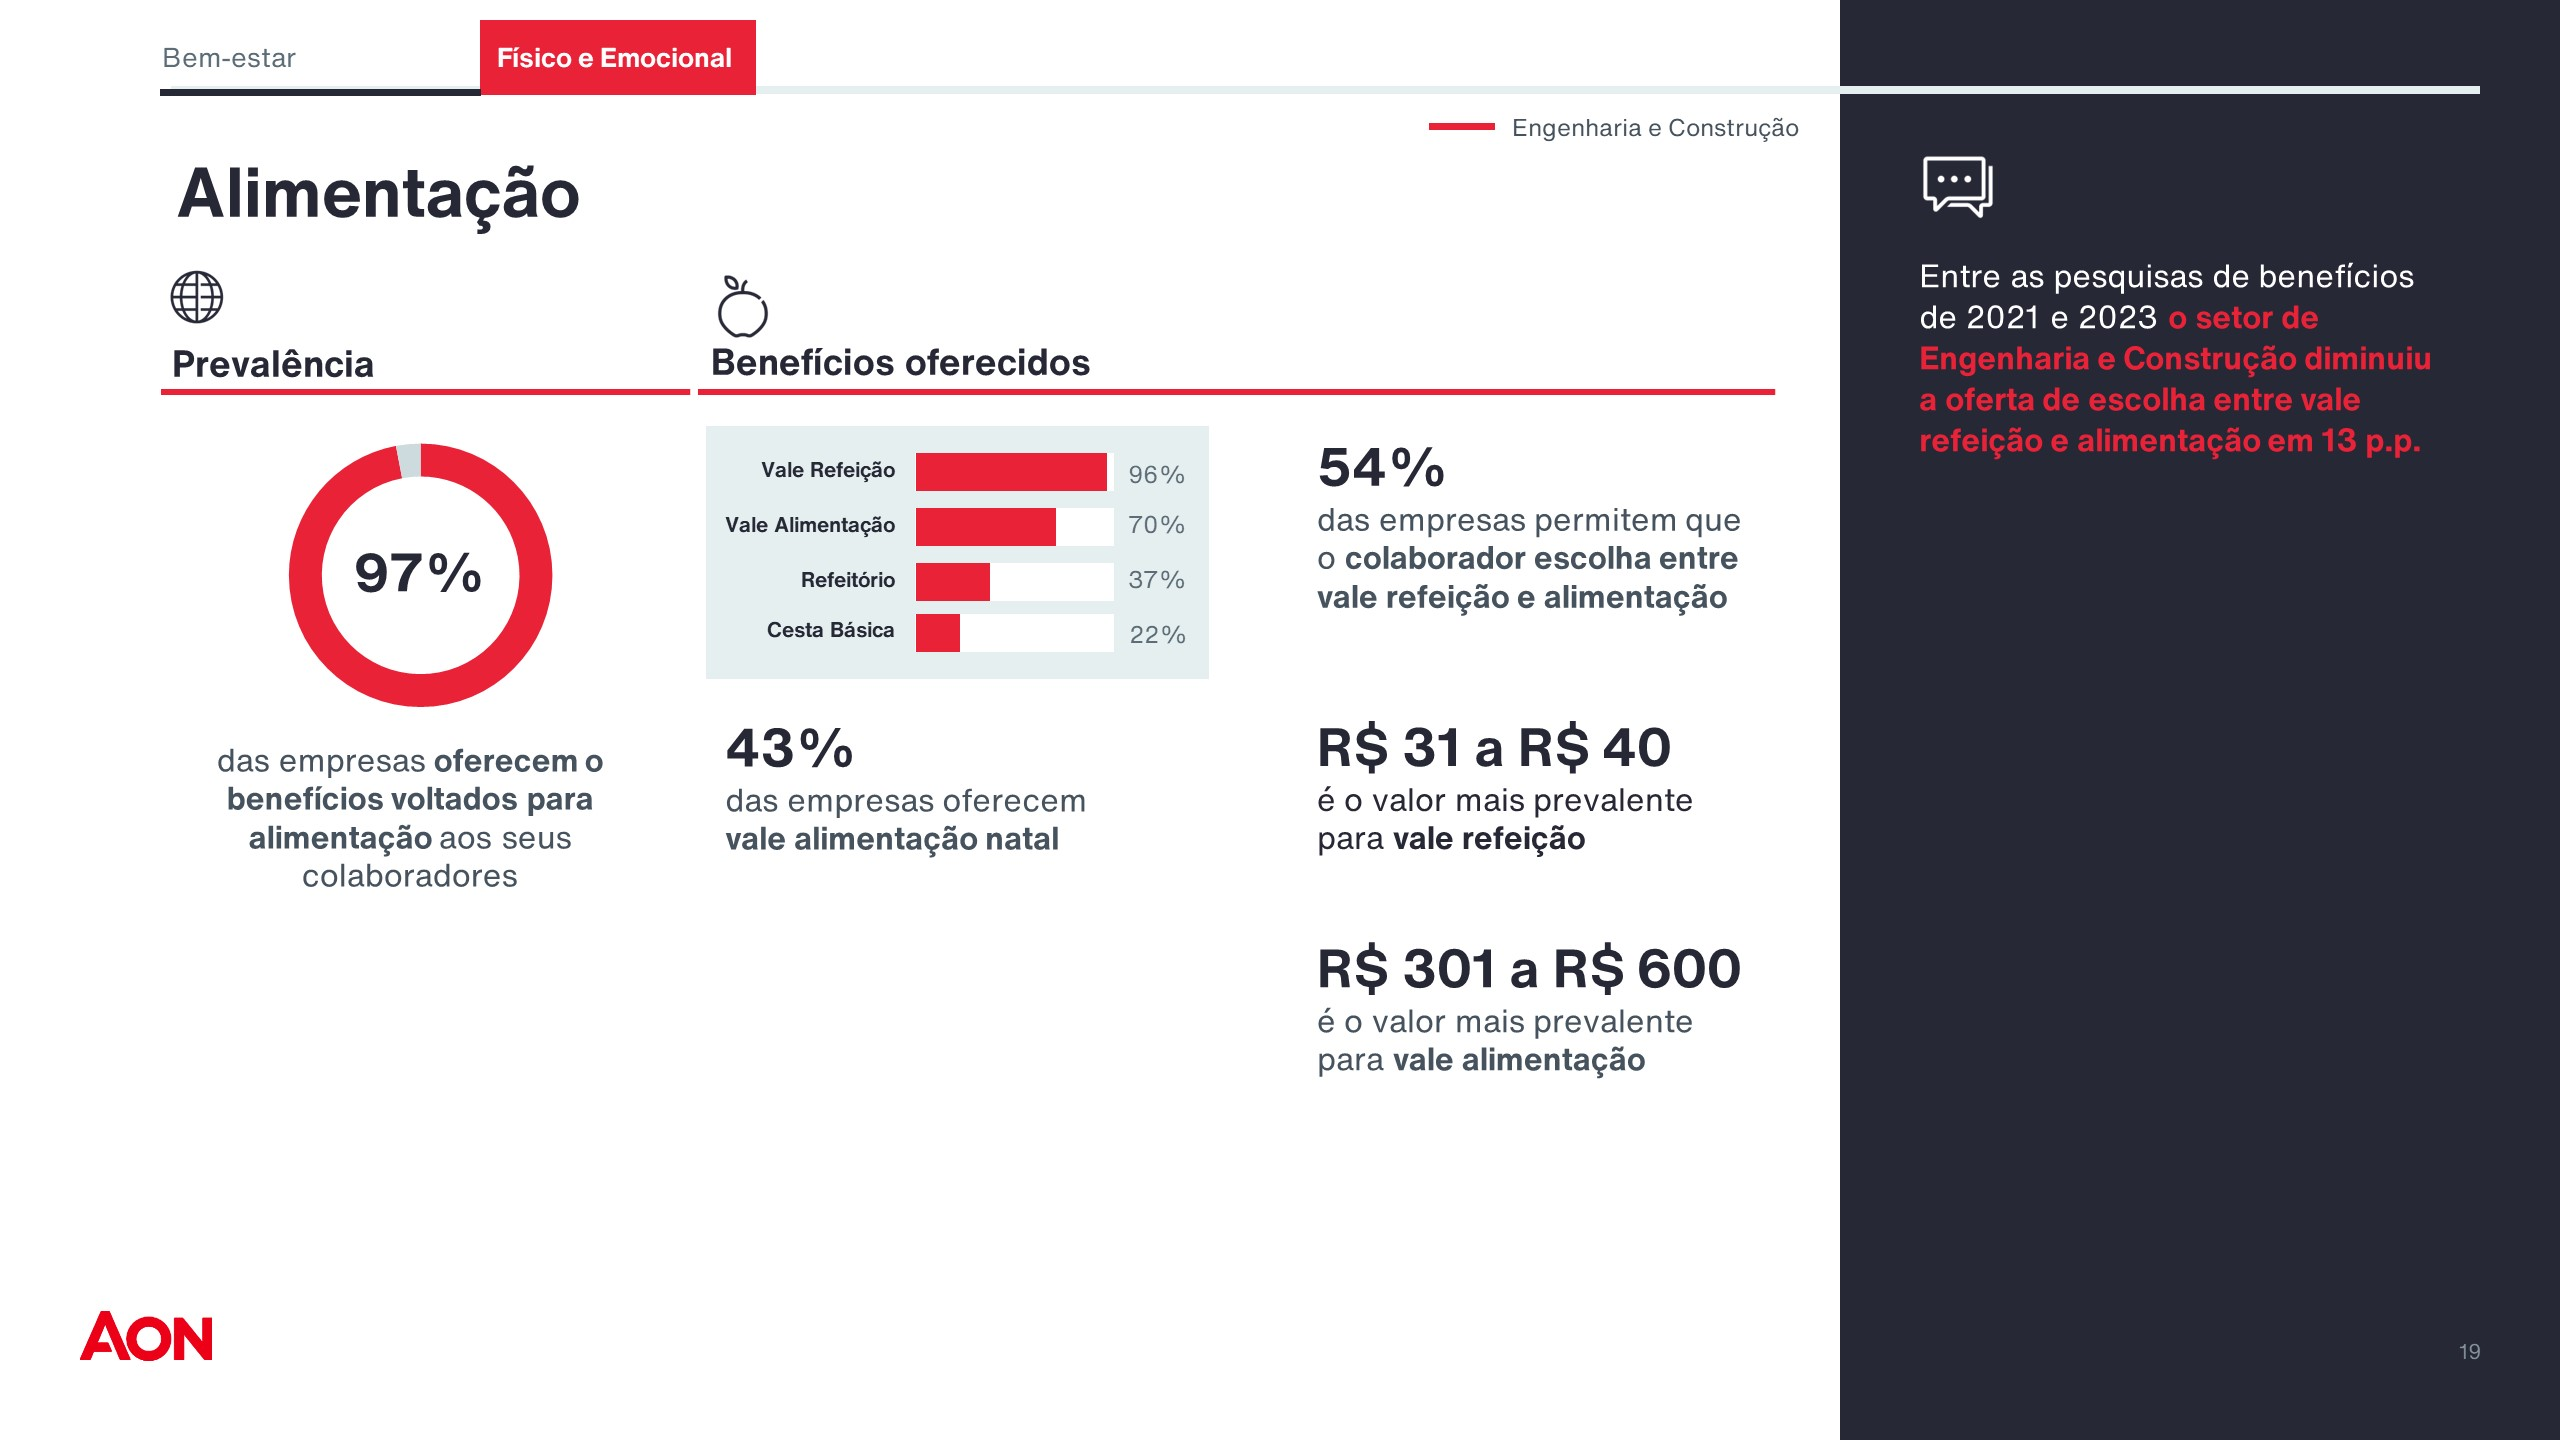 Bem-estar
Físico e Emocional
Engenharia e Construção
Alimentação
Prevalência
97%
das empresas oferecem o
benefícios voltados para
alimentação aos seus
colaboradores
Benefícios oferecidos
Vale Refeição 96%
Vale Alimentação 70%
Refeitório 37%
Cesta Básica 22%
43%
das empresas oferecem
vale alimentação natal
54%
das empresas permitem que
o colaborador escolha entre
vale refeição e alimentação
R$ 31 a R$ 40
é o valor mais prevalente
para vale refeição
R$ 301 a R$ 600
é o valor mais prevalente
para vale alimentação
Entre as pesquisas de benefícios
de 2021 e 2023 o setor de
Engenharia e Construção diminuiu
a oferta de escolha entre vale
refeição e alimentação em 13 p.p.
AON
19